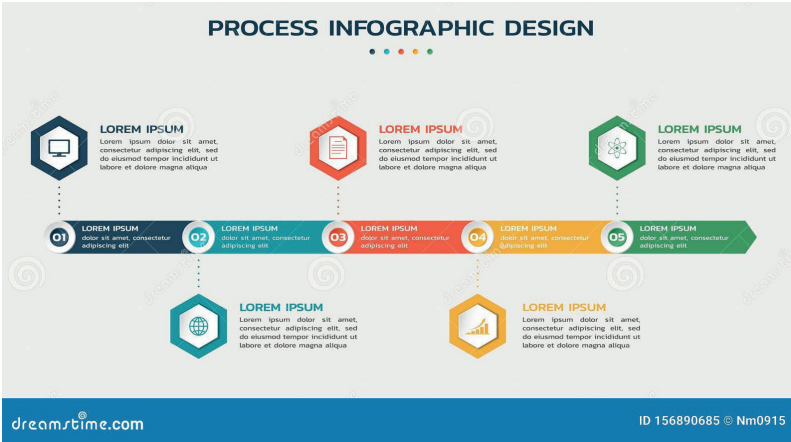 PROCESS INFOGRAPHIC DESIGN
LOREM IPSUM
Lorem ipsum dolor sit amet,
consectetur adipiscing elit, sed
do eiusmod tempor incididunt ut
labore et dolore magna aliqua
LOREM IPSUM
Lorem ipsum dolor sit amet,
consectetur adipiscing elit, sed
do eiusmod tempor incididunt ut
labore et dolore magna aliqua
LOREM IPSUM
Lorem ipsum dolor sit amet,
consectetur adipiscing elit, sed
do eiusmod tempor incididunt ut
labore et dolore magna aliqua
01
LOREM IPSUM
dolor sit amet, consectetur
adipiscing elit
02
LOREM IPSUM
dolor sit amet, consectetur
adipiscing elit
03
LOREM IPSUM
dolor sit amet, consectetur
adipiscing elit
04
LOREM IPSUM
dolor sit amet, consectetur
adipiscing elit
05
LOREM IPSUM
dolor sit amet, consectetur
adipiscing elit
LOREM IPSUM
Lorem ipsum dolor sit amet,
consectetur adipiscing elit, sed
do eiusmod tempor incididunt ut
labore et dolore magna aliqua
LOREM IPSUM
Lorem ipsum dolor sit amet,
consectetur adipiscing elit, sed
do eiusmod tempor incididunt ut
labore et dolore magna aliqua
dreamstime.com
ID 156890685 © Nm0915